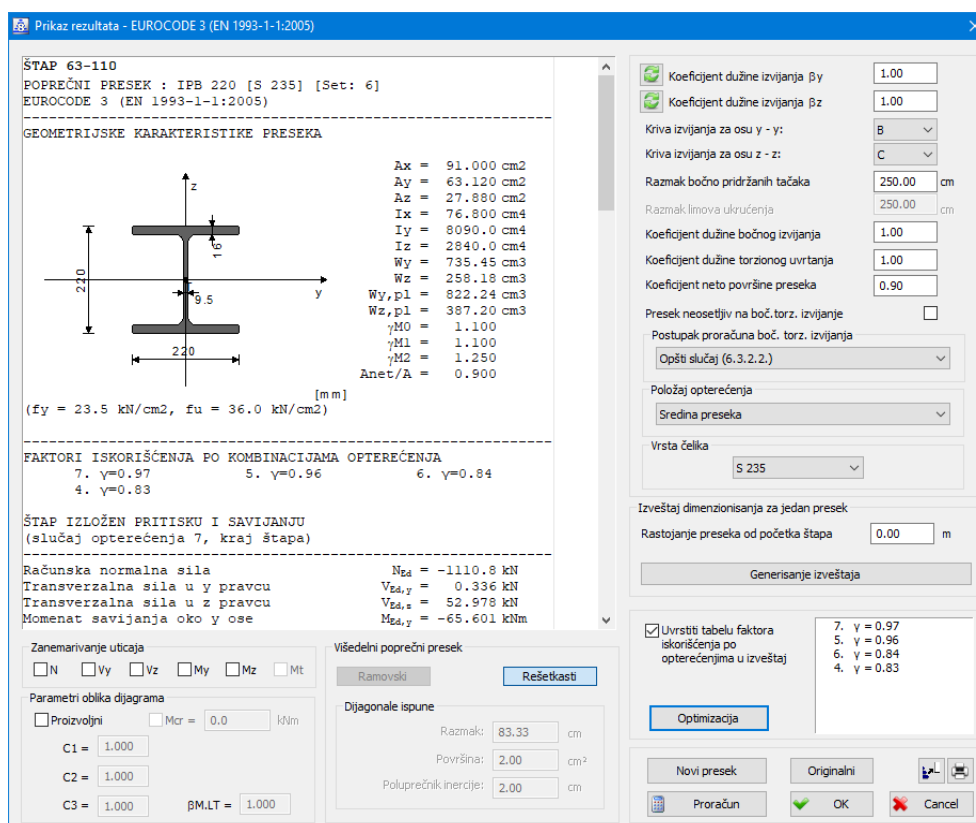 Prikaz rezultata - EUROCODE 3 (EN 1993-1-1:2005)
ŠTAP 63-110
POPREČNI PRESEK : IPB 220 [S 235] [Set: 6]
EUROCODE 3 (EN 1993-1-1:2005)
GEOMETRIJSKE KARAKTERISTIKE PRESEKA
Ax = 91.000 cm2
Ay = 63.120 cm2
Az = 27.880 cm2
Ix = 76.800 cm4
Iy = 8090.0 cm4
Iz = 2840.0 cm4
Wy = 735.45 cm3
Wz = 258.18 cm3
Wy,pl = 822.24 cm3
Wz,pl = 387.20 cm3
γM0 = 1.100
γM1 = 1.100
γM2 = 1.250
Anet/A = 0.900
z
16
220
9.5
y
220
[mm]
(fy = 23.5 kN/cm2, fu = 36.0 kN/cm2)
FAKTORI ISKORIŠĆENJA PO KOMBINACIJAMA OPTEREĆENJA
7. γ=0.97 5. γ=0.96 6. γ=0.84
4. γ=0.83
ŠTAP IZLOŽEN PRITISKU I SAVIJANJU
(slučaj opterećenja 7, kraj štapa)
Računska normalna sila NEd = -1110.8 kN
Transverzalna sila u y pravcu VEd,y = 0.336 kN
Transverzalna sila u z pravcu VEd,z = 52.978 kN
Momenat savijanja oko y ose MEd,y = -65.601 kNm
Zanemarivanje uticaja
N Vy Vz My Mz Mt
Parametri oblika dijagrama
Proizvoljni Mcr = 0.0 kNm
C1 = 1.000
C2 = 1.000
C3 = 1.000 βM.LT = 1.000
Višedelni poprečni presek
Ramovski Rešetkasti
Dijagonale ispune
Razmak: 83.33 cm
Površina: 2.00 cm²
Poluprečnik inercije: 2.00 cm
Koeficijent dužine izvijanja βy 1.00
Koeficijent dužine izvijanja βz 1.00
Kriva izvijanja za osu y - y: B
Kriva izvijanja za osu z - z: C
Razmak bočno pridržanih tačaka 250.00 cm
Razmak limova ukrućenja 250.00 cm
Koeficijent dužine bočnog izvijanja 1.00
Koeficijent dužine torzionog uvrtanja 1.00
Koeficijent neto površine preseka 0.90
Presek neosetljiv na boč.torz. izvijanje
Postupak proračuna boč. torz. izvijanja
Opšti slučaj (6.3.2.2.)
Položaj opterećenja
Sredina preseka
Vrsta čelika
S 235
Izveštaj dimenzionisanja za jedan presek
Rastojanje preseka od početka štapa 0.00 m
Generisanje izveštaja
Uvrstiti tabelu faktora
iskorišćenja po
opterećenjima u izveštaj
7. γ = 0.97
5. γ = 0.96
6. γ = 0.84
4. γ = 0.83
Optimizacija
Novi presek Originalni
Proračun OK Cancel